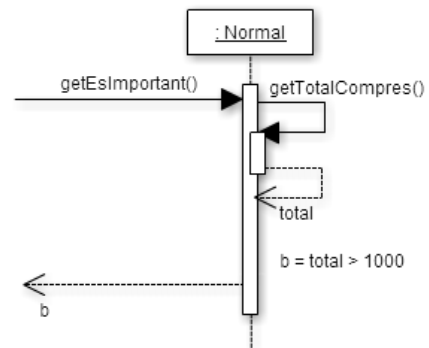 : Normal
getEsImportant()
getTotalCompres()
total
b = total > 1000
b